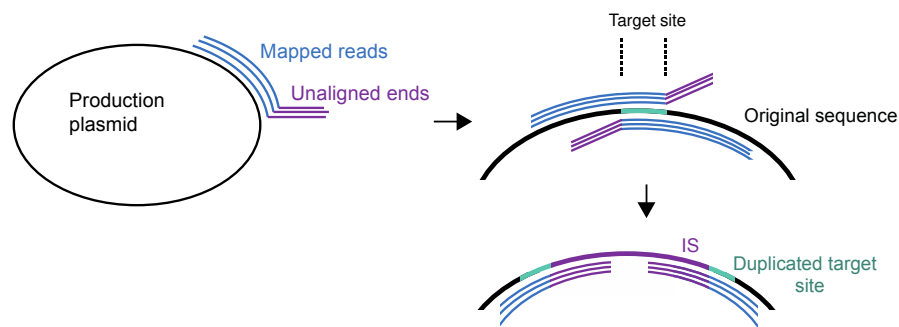 Target site
Mapped reads
Unaligned ends
Production
plasmid
Original sequence
IS
Duplicated target
site